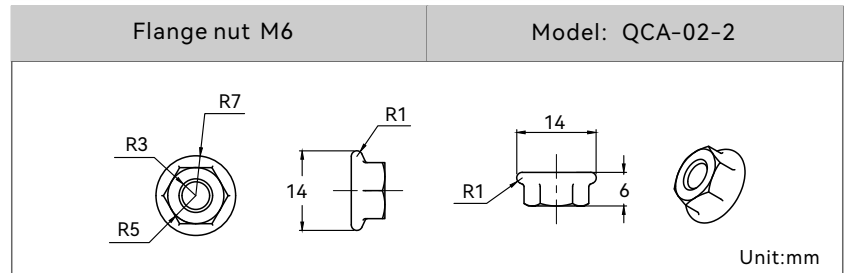 Flange nut M6
Model: QCA-02-2
R7
R3
R5
R1
14
14
R1
6
Unit:mm